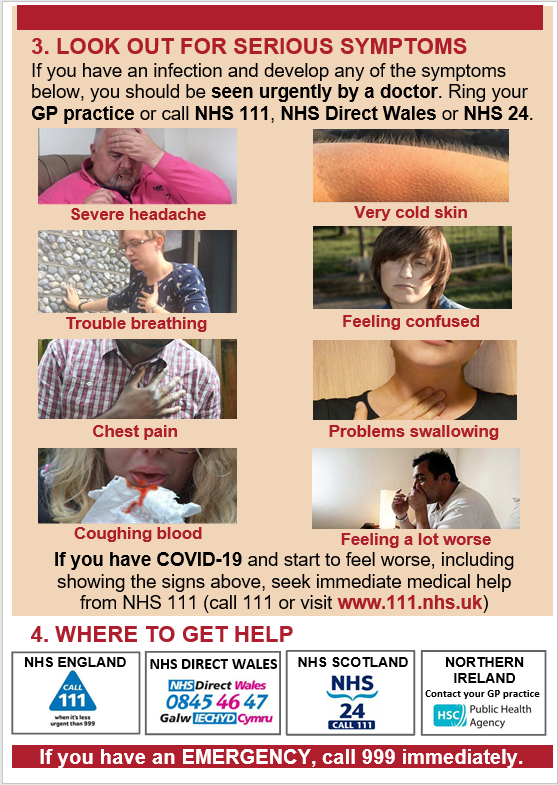 3. LOOK OUT FOR SERIOUS SYMPTOMS
If you have an infection and develop any of the symptoms
below, you should be seen urgently by a doctor. Ring your
GP practice or call NHS 111, NHS Direct Wales or NHS 24.
Severe headache
Very cold skin
Trouble breathing
Feeling confused
Chest pain
Problems swallowing
Coughing blood
Feeling a lot worse
If you have COVID-19 and start to feel worse, including
showing the signs above, seek immediate medical help
from NHS 111 (call 111 or visit www.111.nhs.uk)
4. WHERE TO GET HELP
NHS ENGLAND
CALL
111
when it's less
urgent than 999
NHS DIRECT WALES
NHS Direct Wales
0845 46 47
Galw IECHYD Cymru
NHS SCOTLAND
NHS
24
CALL 111
NORTHERN
IRELAND
Contact your GP practice
HSC Public Health
Agency
If you have an EMERGENCY, call 999 immediately.